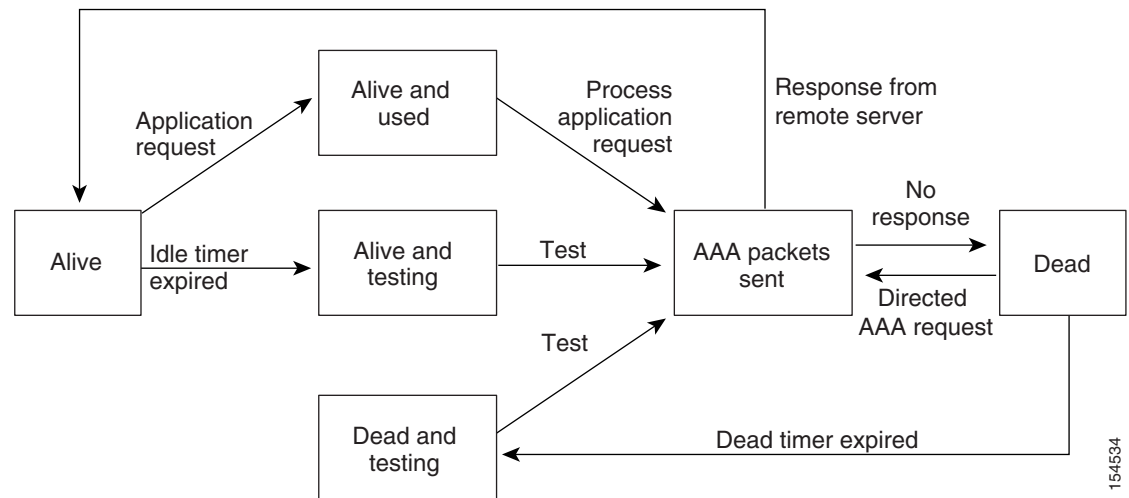 Alive and
used
Process
application
request
Response from
remote server
Application
request
No
response
Alive
Idle timer
expired
Alive and
testing
Test
AAA packets
sent
Dead
Directed
AAA request
Test
Dead and
testing
Dead timer expired
154534